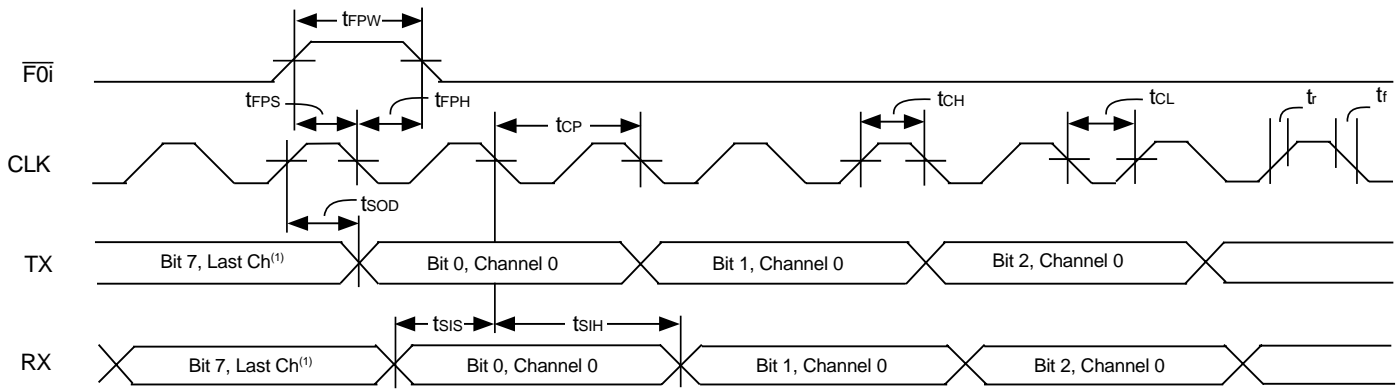 tFPW
F0i
tFPS
tFPH
tCP
tCH
tCL
tr
tf
CLK
tSOD
TX
Bit 7, Last Ch(1)
Bit 0, Channel 0
Bit 1, Channel 0
Bit 2, Channel 0
tSIS
tSIH
RX
Bit 7, Last Ch(1)
Bit 0, Channel 0
Bit 1, Channel 0
Bit 2, Channel 0